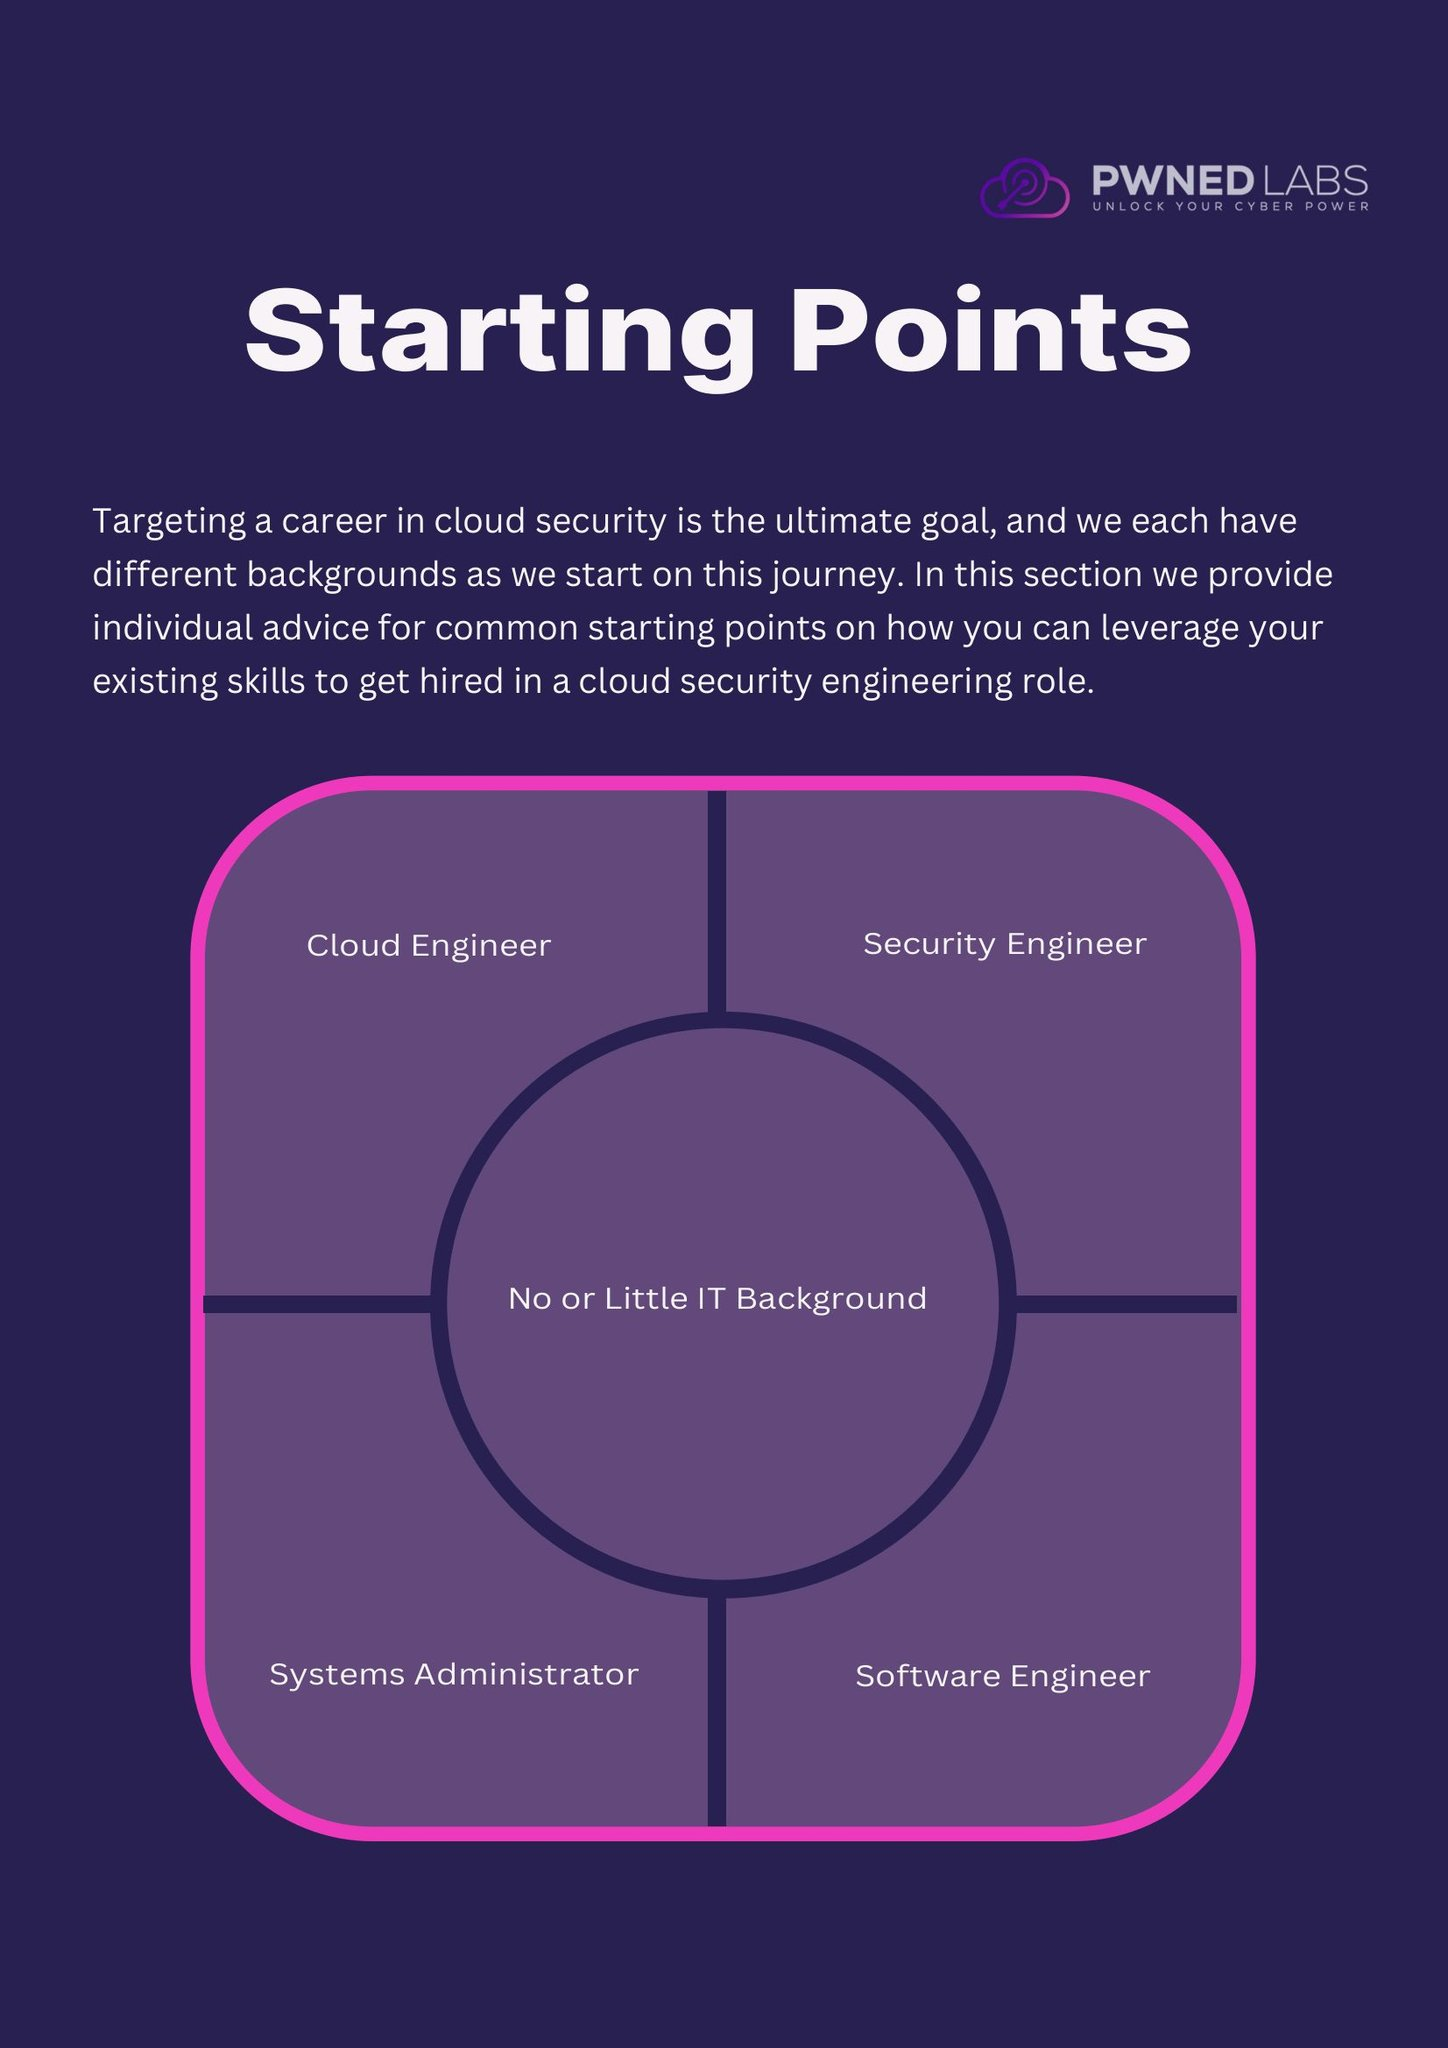 PWNED LABS
UNLOCK YOUR CYBER POWER
Starting Points
Targeting a career in cloud security is the ultimate goal, and we each have
different backgrounds as we start on this journey. In this section we provide
individual advice for common starting points on how you can leverage your
existing skills to get hired in a cloud security engineering role.
Cloud Engineer
Security Engineer
No or Little IT Background
Systems Administrator
Software Engineer